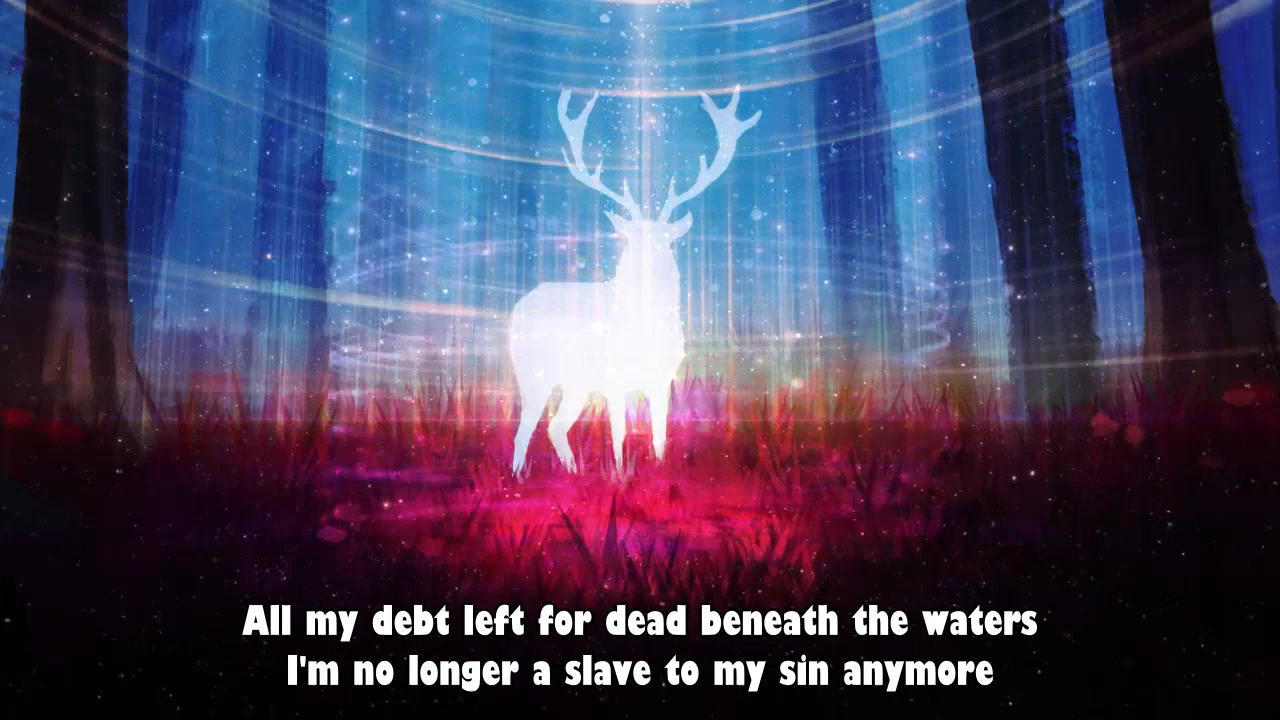 All my debt left for dead beneath the waters
I'm no longer a slave to my sin anymore